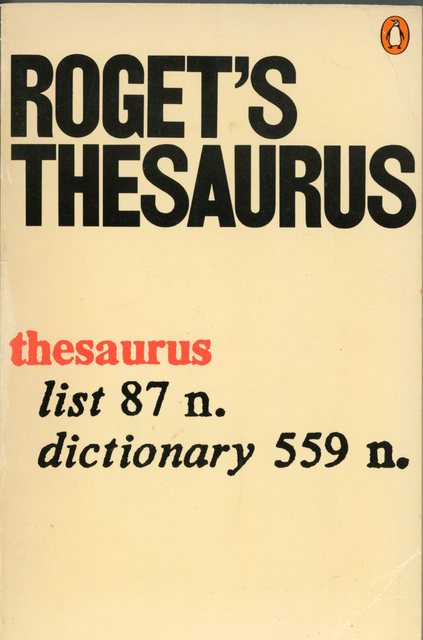 ROGET'S
THESAURUS
thesaurus
list 87 n.
dictionary 559 n.